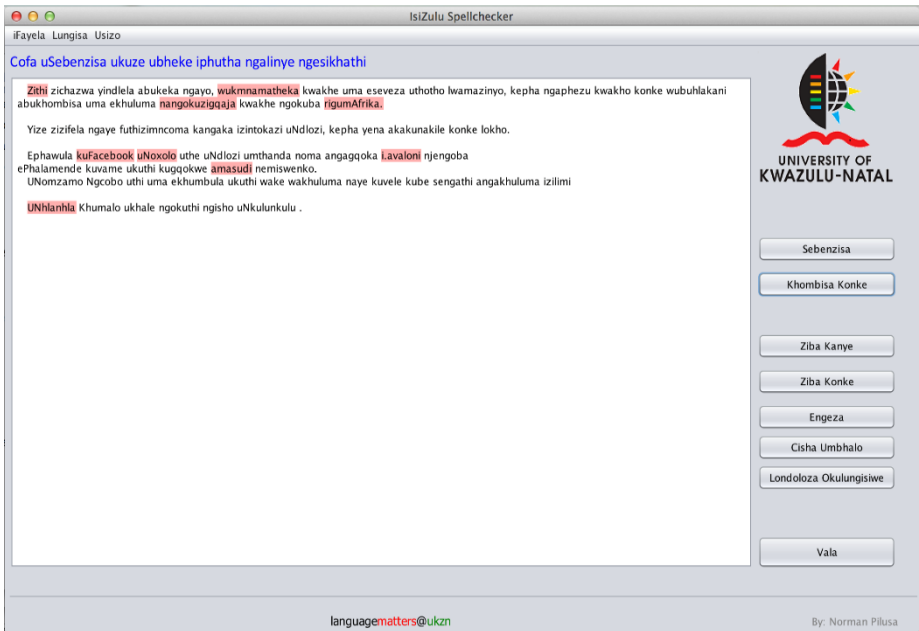 IsiZulu Spellchecker
iFayela Lungisa Usizo
Cofa uSebenzisa ukuze ubheke iphutha ngalinye ngesikhathi
Zithi zichazwa yindlela abukeka ngayo, wukmnamatheka kwakhe uma eseveza uthotho lwamazinyo, kepha ngaphezu kwakho konke wubuhlakani
abukhombisa uma ekhuluma nangokuzigqaja kwakhe ngokuba rigumAfrika.
Yize zizifela ngaye futhizimncoma kangaka izintokazi uNdlozi, kepha yena akakunakile konke lokho.
Ephawula kuFacebook uNoxolo uthe uNdlozi umthanda noma angagqoka i.avaloni njengoba
ePhalamende kuvame ukuthi kugqokwe amasudi nemiswenko.
UNomzamo Ngcobo uthi uma ekhumbula ukuthi wake wakhuluma naye kuvele kube sengathi angakhuluma izilimi
UNhlanhla Khumalo ukhale ngokuthi ngisho uNkulunkulu .
UNIVERSITY OF
KWAZULU-NATAL
Sebenzisa
Khombisa Konke
Ziba Kanye
Ziba Konke
Engeza
Cisha Umbhalo
Londoloza Okulungisiwe
Vala
languagematters@ukzn
By: Norman Pilusa